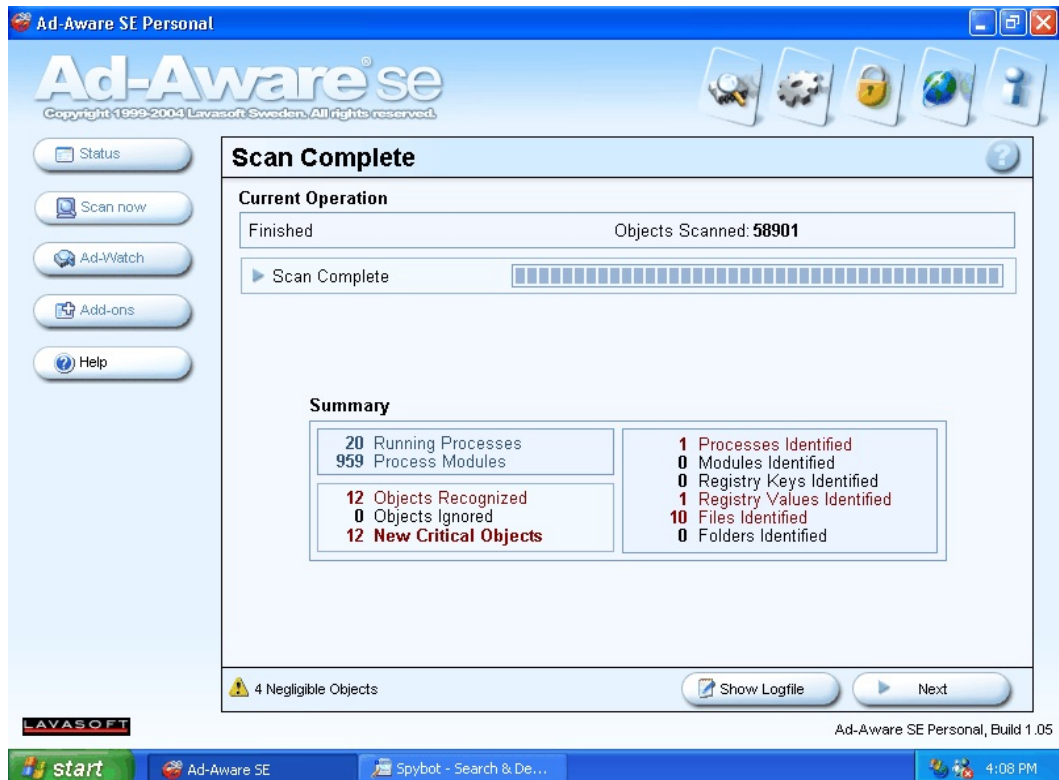 Ad-Aware SE Personal
Ad-Aware® SE
Copyright 1999-2004 Lavasoft Sweden. All rights reserved.
Status
Scan now
Ad-Watch
Add-ons
Help
Scan Complete
Current Operation
Finished Objects Scanned: 58901
Scan Complete
Summary
20 Running Processes
959 Process Modules
12 Objects Recognized
0 Objects Ignored
12 New Critical Objects
1 Processes Identified
0 Modules Identified
0 Registry Keys Identified
1 Registry Values Identified
10 Files Identified
0 Folders Identified
4 Negligible Objects
Show Logfile
Next
LAVASOFT
Ad-Aware SE Personal, Build 1.05
start
Ad-Aware SE
Spybot - Search & De...
4:08 PM